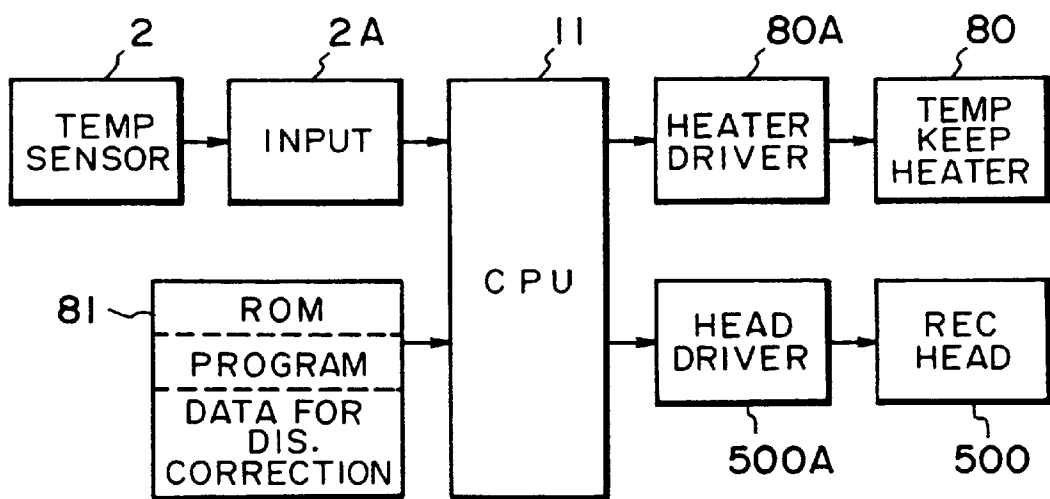 2
2A
11
80A
80
TEMP
SENSOR
INPUT
CPU
HEATER
DRIVER
TEMP
KEEP
HEATER
81
ROM
PROGRAM
DATA FOR
DIS.
CORRECTION
HEAD
DRIVER
REC
HEAD
500A
500